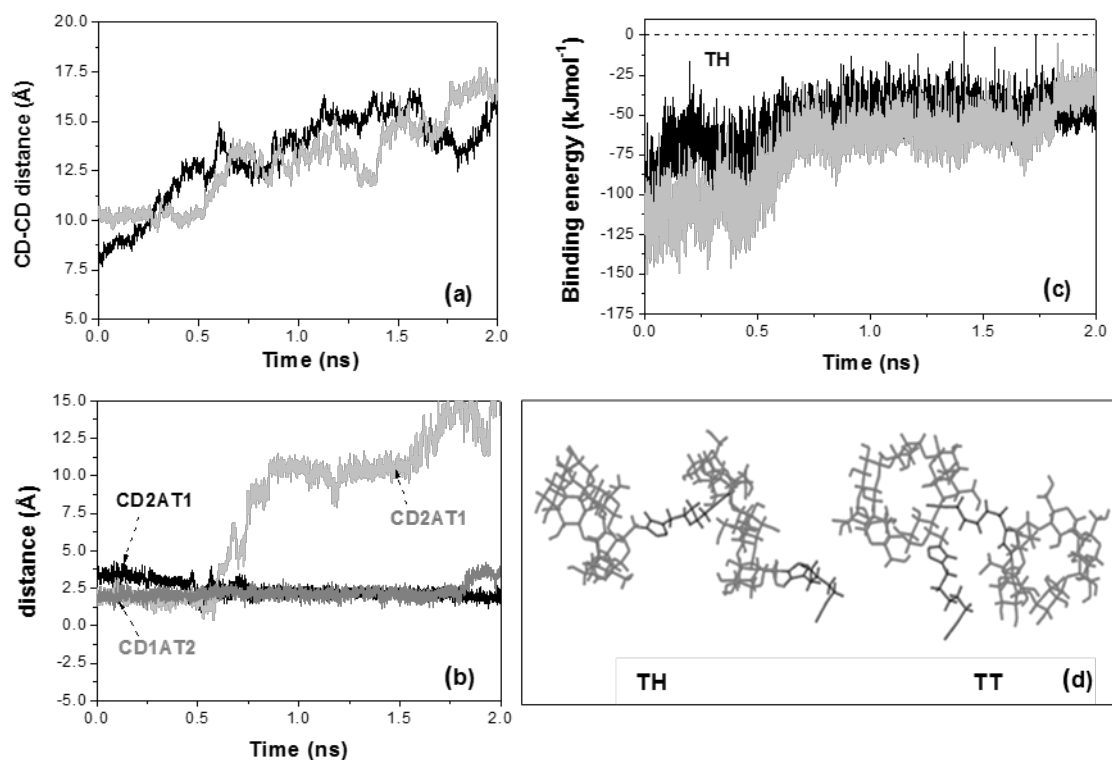 20.0
17.5
15.0
12.5
10.0
7.5
5.0
CD-CD distance (Å)
0.0 0.5 1.0 1.5 2.0
Time (ns)
(a)
0
-25
-50
-75
-100
-125
-150
-175
Binding energy (kJmol-1)
TH
0.0 0.5 1.0 1.5 2.0
Time (ns)
(c)
15.0
12.5
10.0
7.5
5.0
2.5
0.0
-2.5
-5.0
distance (Å)
CD2AT1
CD2AT1
CD1AT2
0.0 0.5 1.0 1.5 2.0
Time (ns)
(b)
TH TT (d)